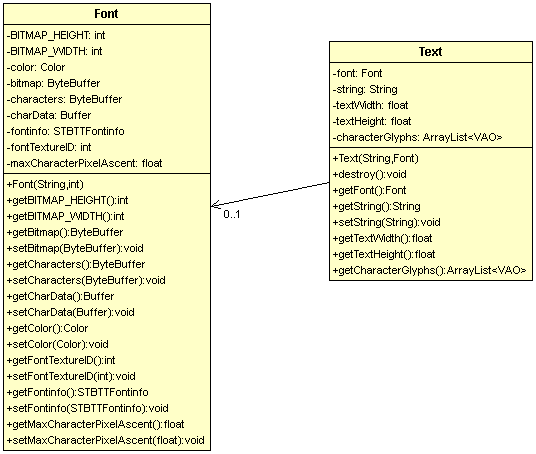 Font
-BITMAP_HEIGHT: int
-BITMAP_WIDTH: int
-color: Color
-bitmap: ByteBuffer
-characters: ByteBuffer
-charData: Buffer
-fontinfo: STBTTFontinfo
-fontTextureID: int
-maxCharacterPixelAscent: float
+Font(String,int)
+getBITMAP_HEIGHT():int
+getBITMAP_WIDTH():int
+getBitmap():ByteBuffer
+setBitmap(ByteBuffer):void
+getCharacters():ByteBuffer
+setCharacters(ByteBuffer):void
+getCharData():Buffer
+setCharData(Buffer):void
+getColor():Color
+setColor(Color):void
+getFontTextureID():int
+setFontTextureID(int):void
+getFontinfo():STBTTFontinfo
+setFontinfo(STBTTFontinfo):void
+getMaxCharacterPixelAscent():float
+setMaxCharacterPixelAscent(float):void
0..1
Text
-font: Font
-string: String
-textWidth: float
-textHeight: float
-characterGlyphs: ArrayList<VAO>
+Text(String,Font)
+destroy():void
+getFont():Font
+getString():String
+setString(String):void
+getTextWidth():float
+getTextHeight():float
+getCharacterGlyphs():ArrayList<VAO>